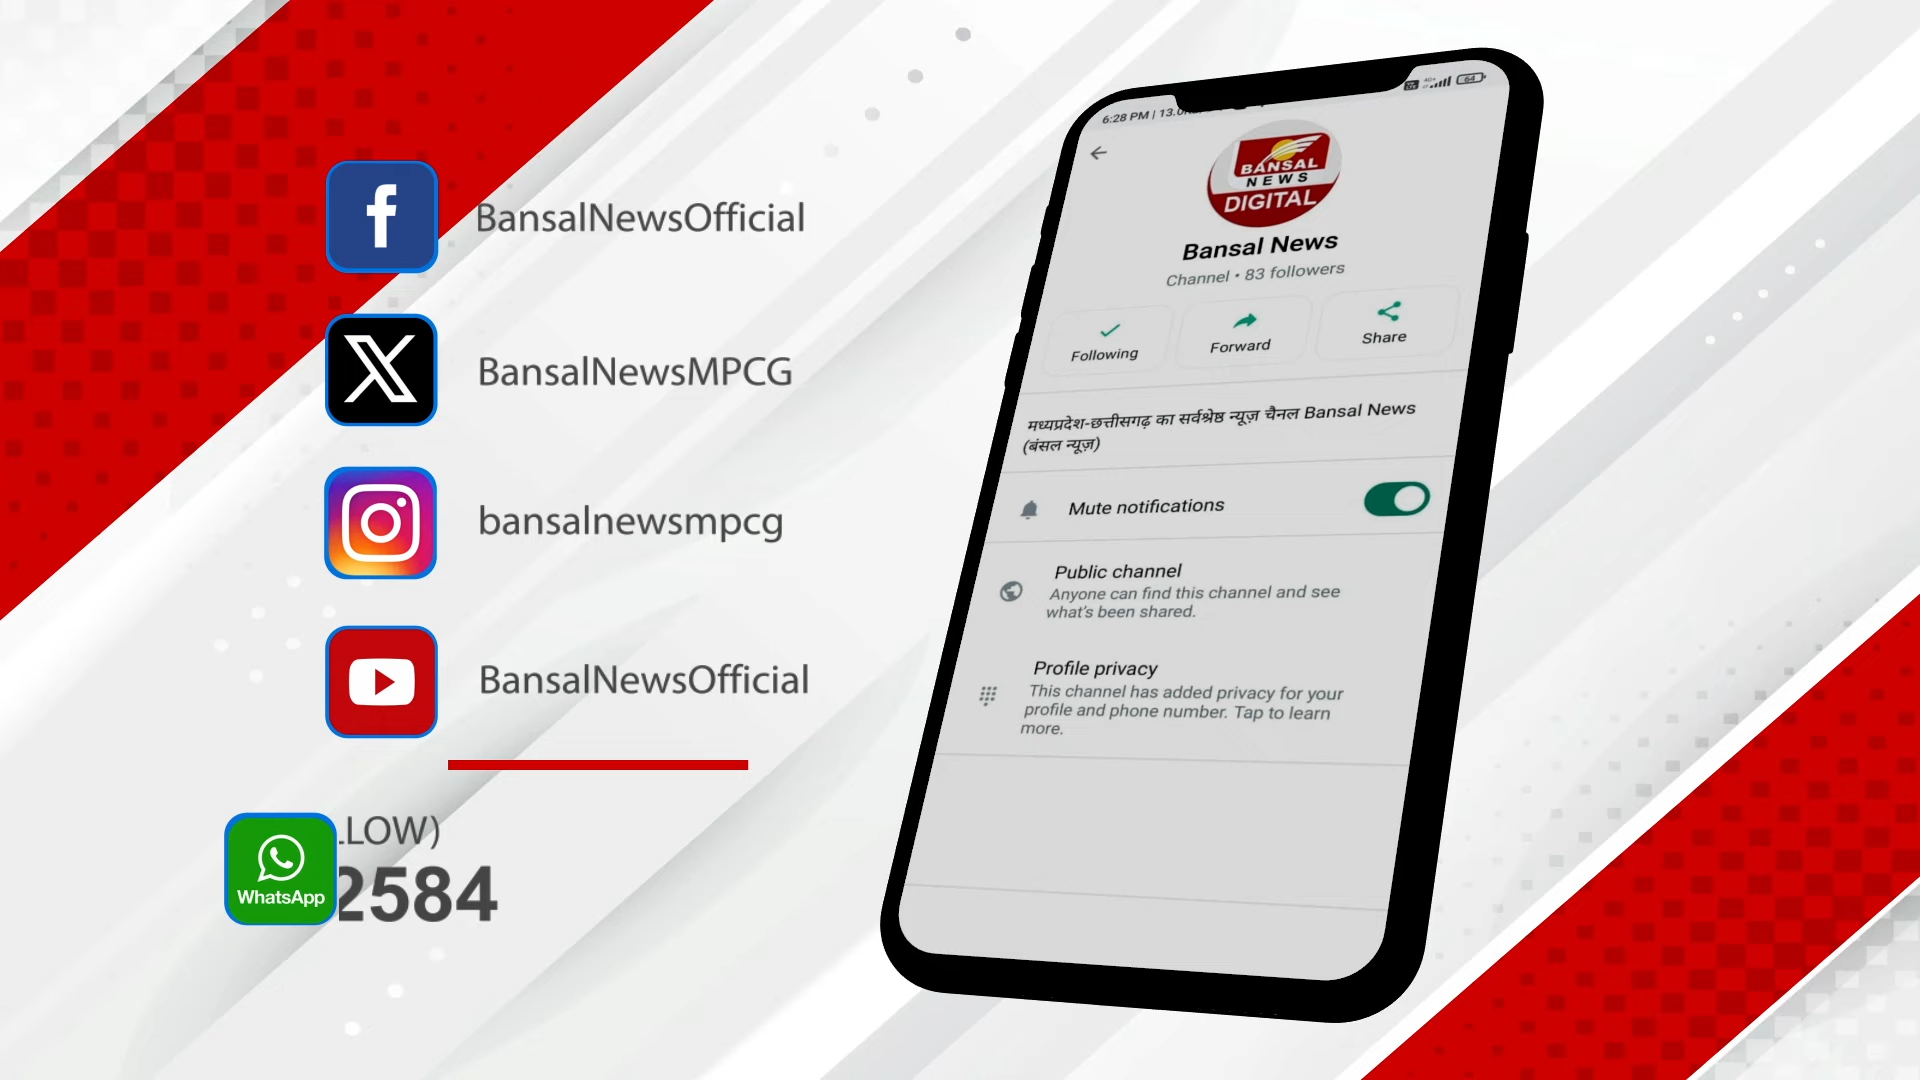 BansalNewsOfficial
BansalNewsMPCG
bansalnewsmpcg
BansalNewsOfficial
LLOW)
WhatsApp
2584
6:28 PM | 13.0
64
BANSAL
NEWS
DIGITAL
Bansal News
Channel • 83 followers
Following
Forward
Share
मध्यप्रदेश-छत्तीसगढ़ का सर्वश्रेष्ठ न्यूज़ चैनल Bansal News
(बंसल न्यूज़)
Mute notifications
Public channel
Anyone can find this channel and see
what's been shared.
Profile privacy
This channel has added privacy for your
profile and phone number. Tap to learn
more.